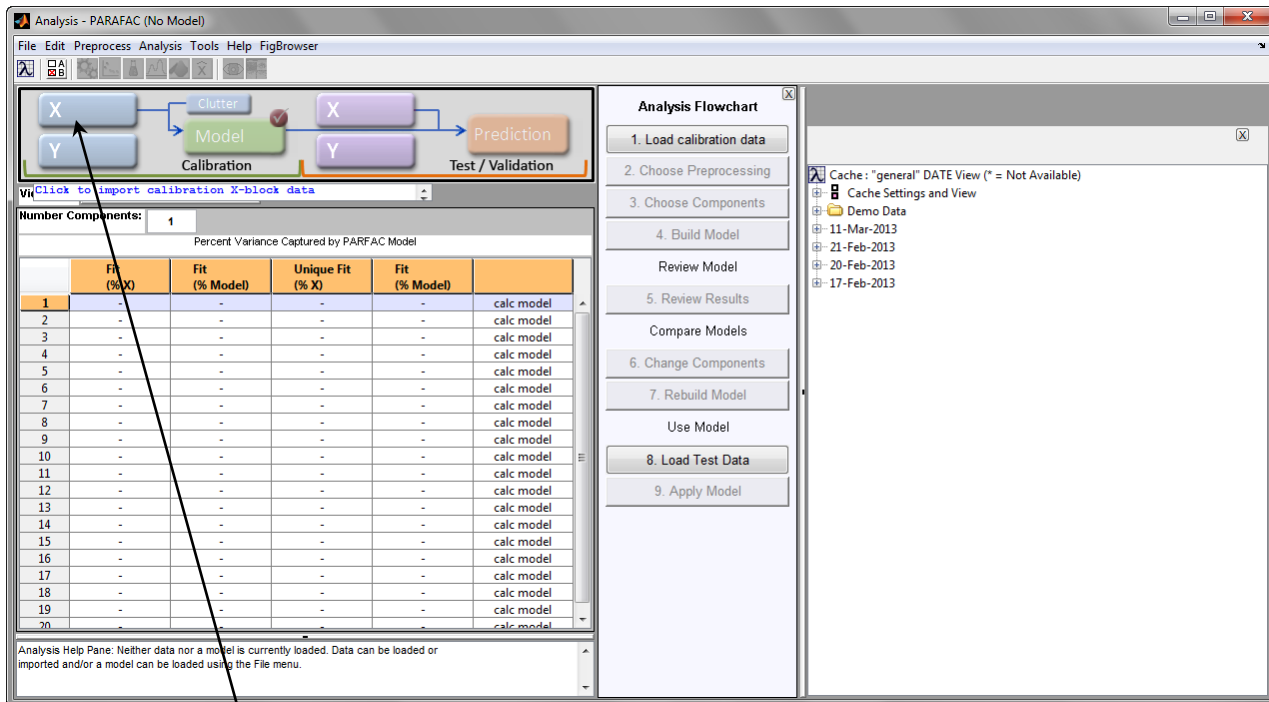 Analysis - PARAFAC (No Model)
File Edit Preprocess Analysis Tools Help FigBrowser
X
Clutter
X
Model
Prediction
Y
Y
Calibration
Test / Validation
Click to import calibration X-block data
Number Components: 1
Percent Variance Captured by PARFAC Model
Fit (% X) Fit (% Model) Unique Fit (% X) Fit (% Model)
1 - - - - calc model
2 - - - - calc model
3 - - - - calc model
4 - - - - calc model
5 - - - - calc model
6 - - - - calc model
7 - - - - calc model
8 - - - - calc model
9 - - - - calc model
10 - - - - calc model
11 - - - - calc model
12 - - - - calc model
13 - - - - calc model
14 - - - - calc model
15 - - - - calc model
16 - - - - calc model
17 - - - - calc model
18 - - - - calc model
19 - - - - calc model
20 - - - - calc model
Analysis Help Pane: Neither data nor a model is currently loaded. Data can be loaded or
imported and/or a model can be loaded using the File menu.
Analysis Flowchart
1. Load calibration data
2. Choose Preprocessing
3. Choose Components
4. Build Model
Review Model
5. Review Results
Compare Models
6. Change Components
7. Rebuild Model
Use Model
8. Load Test Data
9. Apply Model
Cache : "general" DATE View (* = Not Available)
Cache Settings and View
Demo Data
11-Mar-2013
21-Feb-2013
20-Feb-2013
17-Feb-2013